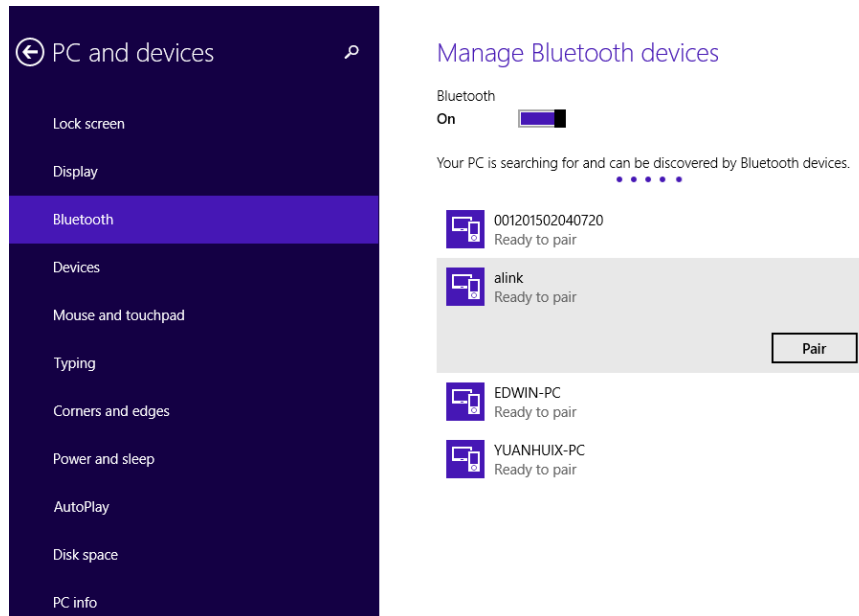 PC and devices
Lock screen
Display
Bluetooth
Devices
Mouse and touchpad
Typing
Corners and edges
Power and sleep
AutoPlay
Disk space
PC info
Manage Bluetooth devices
Bluetooth
On
Your PC is searching for and can be discovered by Bluetooth devices.
001201502040720
Ready to pair
alink
Ready to pair
Pair
EDWIN-PC
Ready to pair
YUANHUIX-PC
Ready to pair